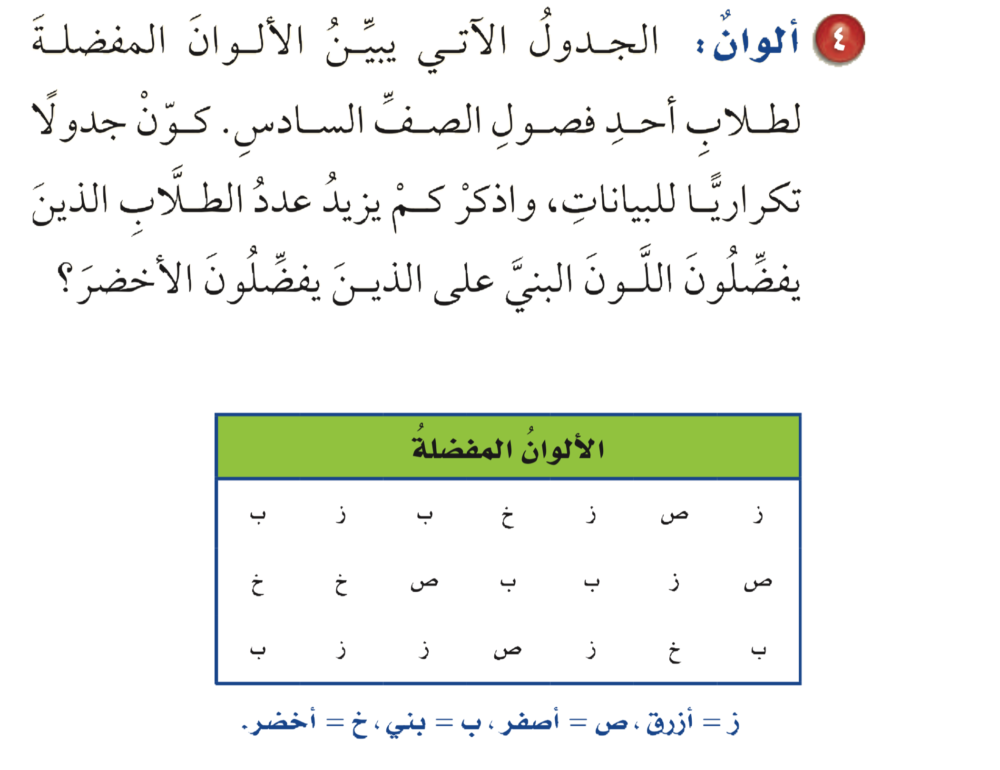 ٤ ألوانٌ: الجدولُ الآتي يبيِّنُ الألوانَ المفضلةَ
لطلابِ أحدِ فصولِ الصفِّ السادسِ. كوّنْ جدولًا
تكراريًّا للبياناتِ، واذكرْ كمْ يزيدُ عددُ الطلَّابِ الذينَ
يفضِّلُونَ اللَّونَ البنيَّ على الذينَ يفضِّلُونَ الأخضرَ؟
الألوانُ المفضلةُ
ز ص ز خ ب ز ب
ص ز ب ب ص خ خ
ب خ ز ص ز ز ب
ز = أزرق، ص = أصفر، ب = بني، خ = أخضر.